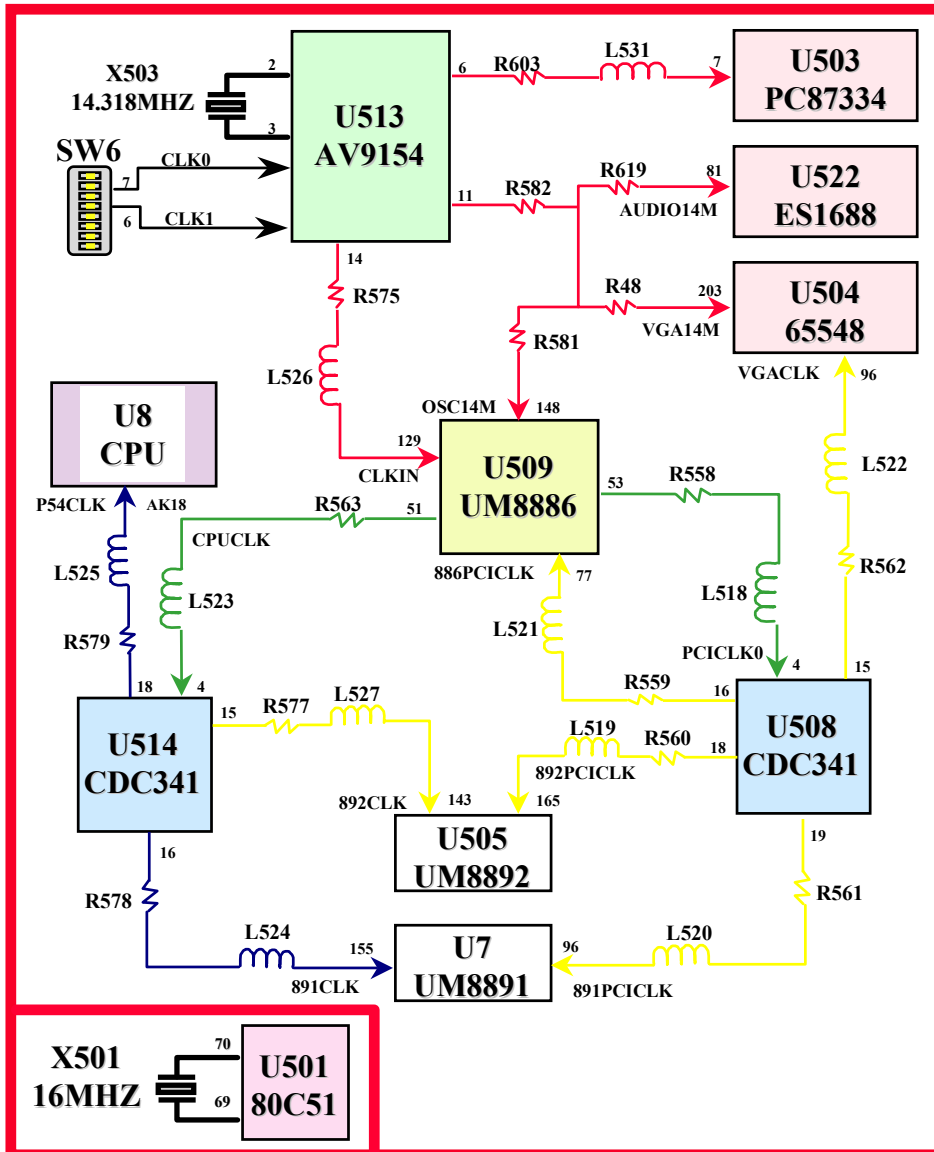 X503
14.318MHZ
2
3
U513
AV9154
6
R603
L531
7
U503
PC87334
SW6
7
CLK0
6
CLK1
11
R582
R619
81
AUDIO14M
U522
ES1688
14
R575
R48
203
VGA14M
U504
65548
R581
L526
VGACLK
96
OSC14M
148
U8
CPU
129
CLKIN
U509
UM8886
53
R558
L522
P54CLK
AK18
R563
51
CPUCLK
886PCICLK
77
R562
L525
L523
L521
L518
R579
PCICLK0
4
15
18
4
15
R577
L527
R559
16
U514
CDC341
L519
R560
18
892PCICLK
U508
CDC341
892CLK
143
165
U505
UM8892
16
19
R578
R561
L524
155
891CLK
U7
UM8891
96
L520
891PCICLK
X501
16MHZ
70
69
U501
80C51